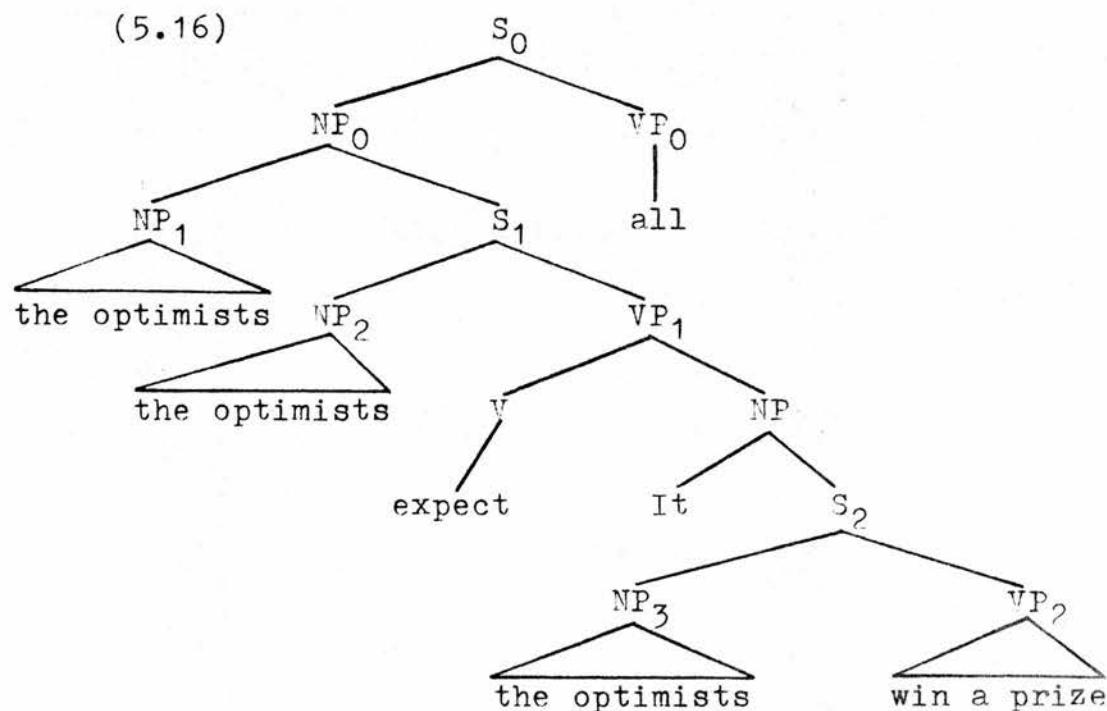 (5.16)
S0
NP0 VP0
NP1 S1 all
the optimists NP2 VP1
the optimists V NP
expect It S2
NP3 VP2
the optimists win a prize